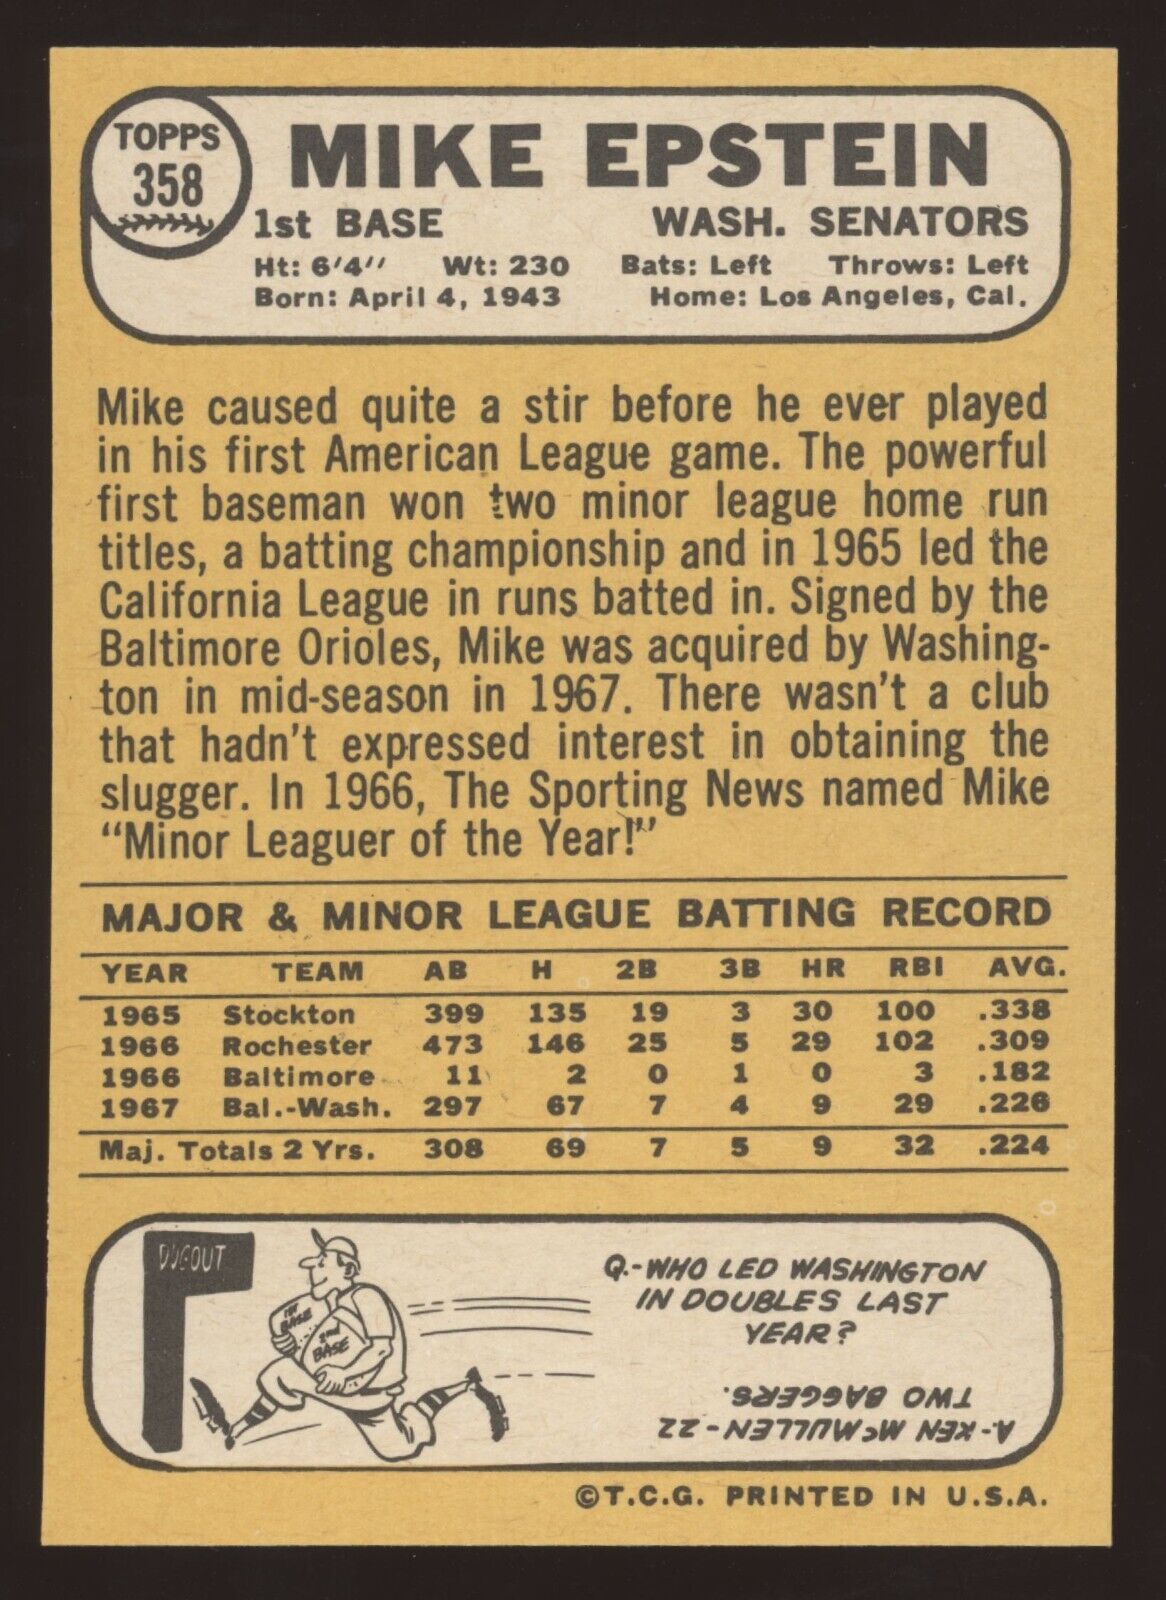 TOPPS
358
MIKE EPSTEIN
1st BASE WASH. SENATORS
Ht: 6'4'' Wt: 230 Bats: Left Throws: Left
Born: April 4, 1943 Home: Los Angeles, Cal.
Mike caused quite a stir before he ever played
in his first American League game. The powerful
first baseman won two minor league home run
titles, a batting championship and in 1965 led the
California League in runs batted in. Signed by the
Baltimore Orioles, Mike was acquired by Washing-
ton in mid-season in 1967. There wasn't a club
that hadn't expressed interest in obtaining the
slugger. In 1966, The Sporting News named Mike
“Minor Leaguer of the Year!”
MAJOR & MINOR LEAGUE BATTING RECORD
YEAR TEAM AB H 2B 3B HR RBI AVG.
1965 Stockton 399 135 19 3 30 100 .338
1966 Rochester 473 146 25 5 29 102 .309
1966 Baltimore 11 2 0 1 0 3 .182
1967 Bal.-Wash. 297 67 7 4 9 29 .226
Maj. Totals 2 Yrs. 308 69 7 5 9 32 .224
DUGOUT
1st
BASE
2nd
BASE
Q.-WHO LED WASHINGTON
IN DOUBLES LAST
YEAR?
A.-KEN McMULLEN-22
TWO BAGGERS.
©T.C.G. PRINTED IN U.S.A.